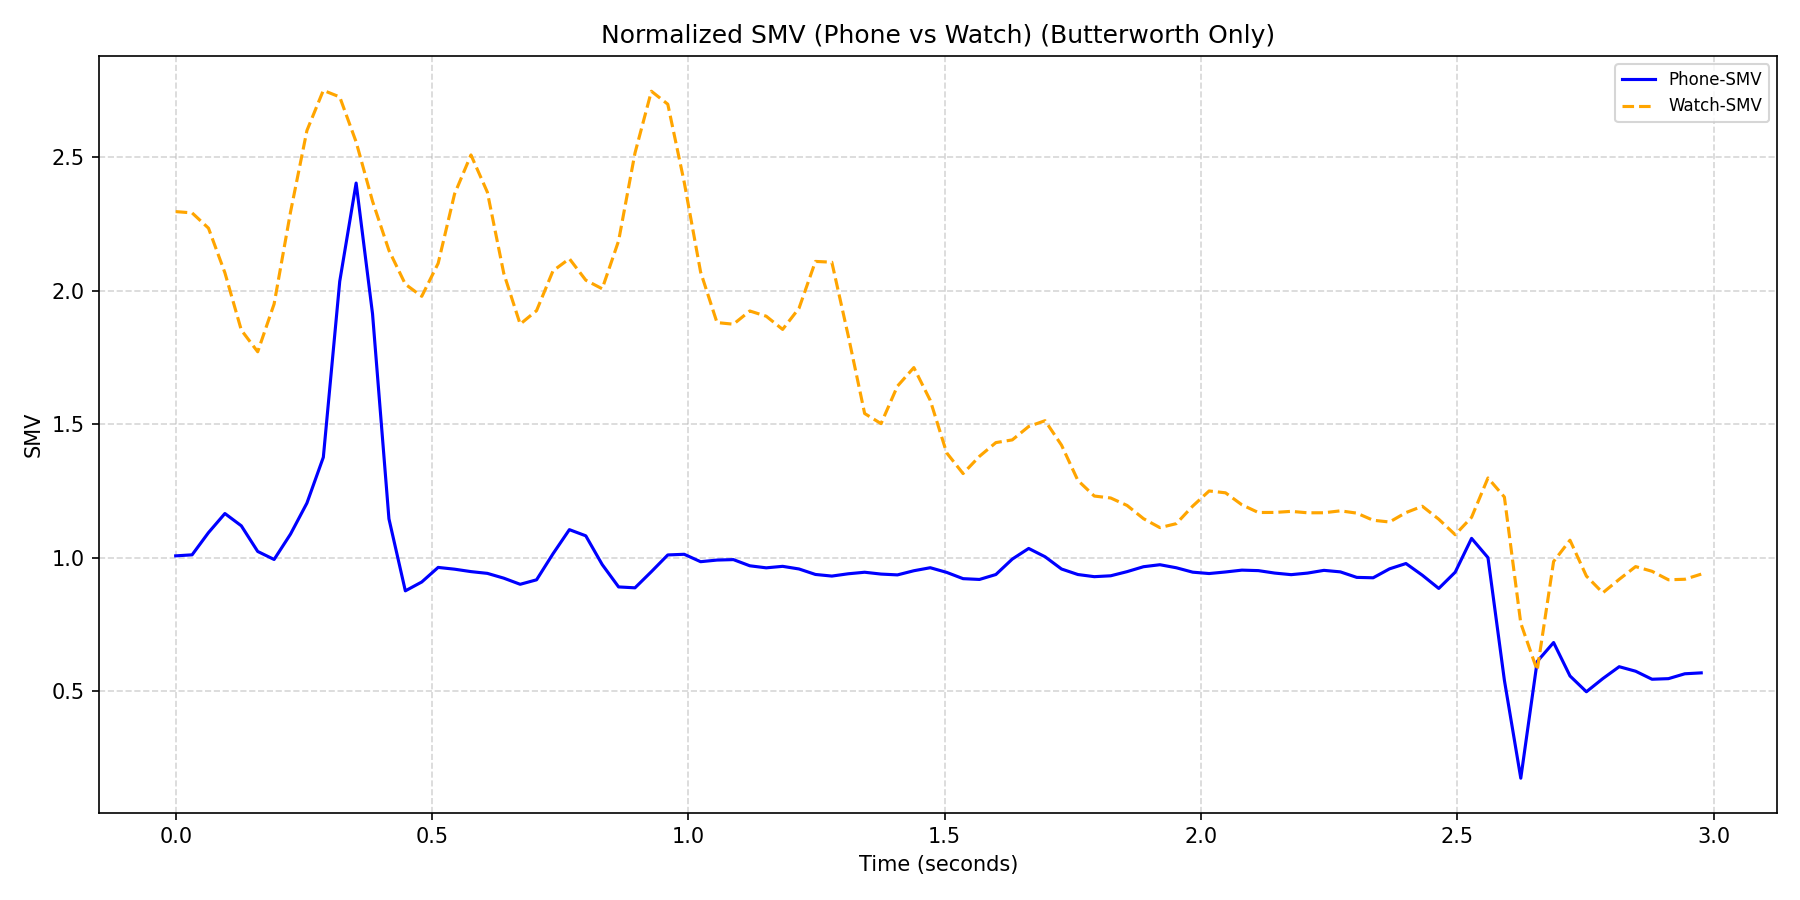 Normalized SMV (Phone vs Watch) (Butterworth Only)
Phone-SMV
Watch-SMV
SMV
2.5
2.0
1.5
1.0
0.5
0.0 0.5 1.0 1.5 2.0 2.5 3.0
Time (seconds)